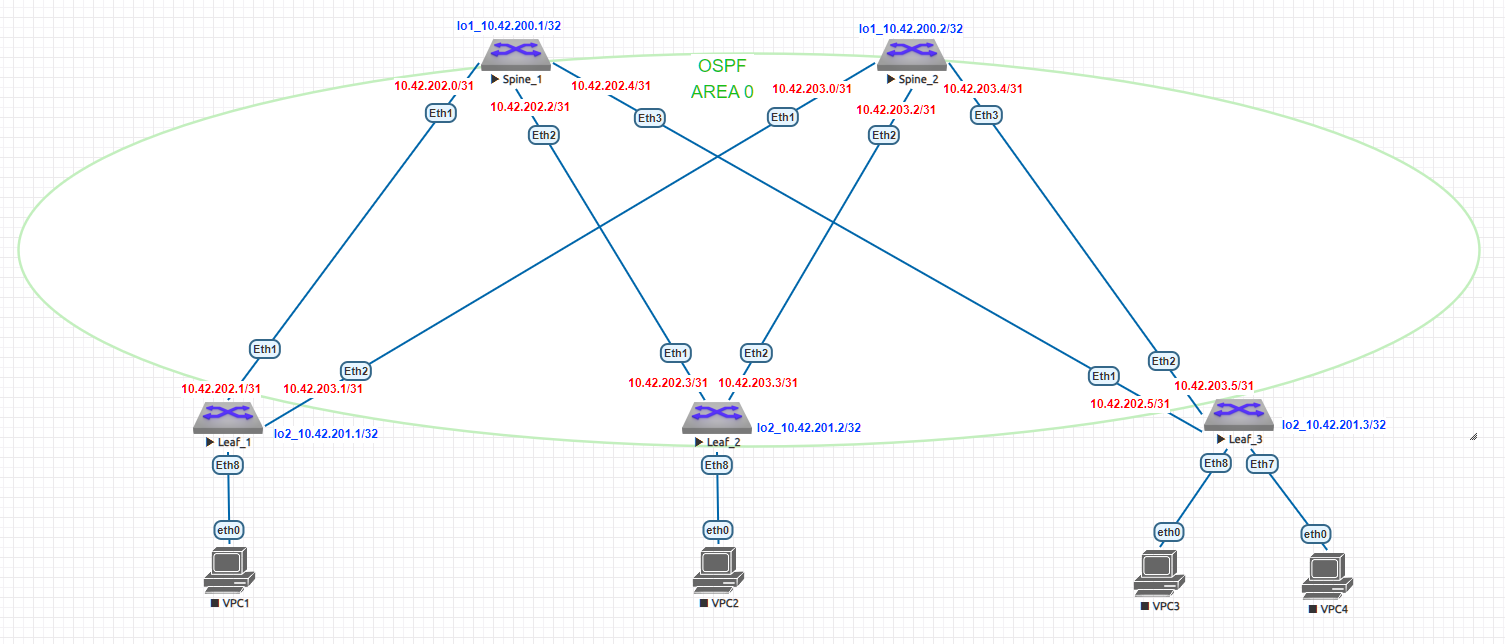 lo1_10.42.200.1/32
lo1_10.42.200.2/32
OSPF
AREA 0
Spine_1
Spine_2
10.42.202.0/31
10.42.202.2/31
10.42.202.4/31
10.42.203.0/31
10.42.203.2/31
10.42.203.4/31
Eth1
Eth2
Eth3
Eth1
Eth2
Eth3
Eth1
Eth2
Eth1
Eth2
Eth1
Eth2
10.42.202.1/31
10.42.203.1/31
10.42.202.3/31
10.42.203.3/31
10.42.202.5/31
10.42.203.5/31
Leaf_1
lo2_10.42.201.1/32
Leaf_2
lo2_10.42.201.2/32
Leaf_3
lo2_10.42.201.3/32
Eth8
Eth8
Eth8
Eth7
eth0
eth0
eth0
eth0
VPC1
VPC2
VPC3
VPC4